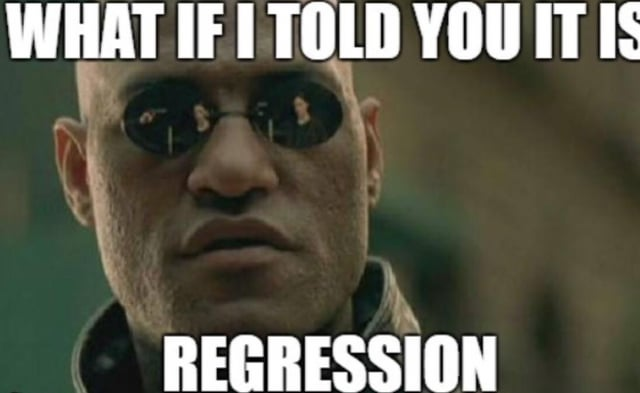 WHAT IF I TOLD YOU IT IS
REGRESSION